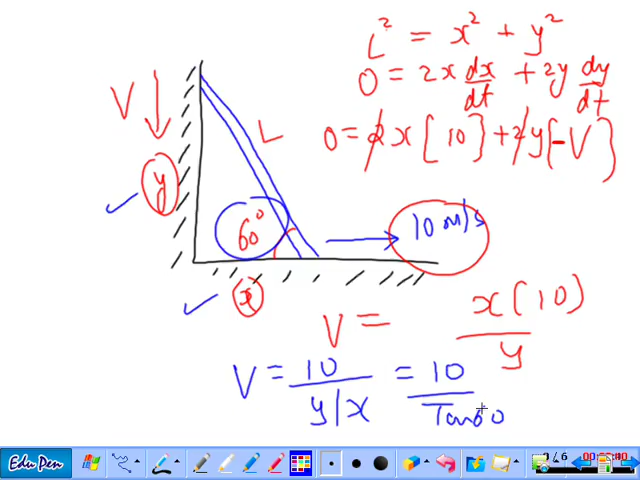 L² = x² + y²
0 = 2x dx/dt + 2y dy/dt
0 = 2x[10] + 2y[-V]
V
L
y
60°
10 m/s
x
V = x(10)/y
V = 10/(y/x) = 10/Tan60
Edu Pen